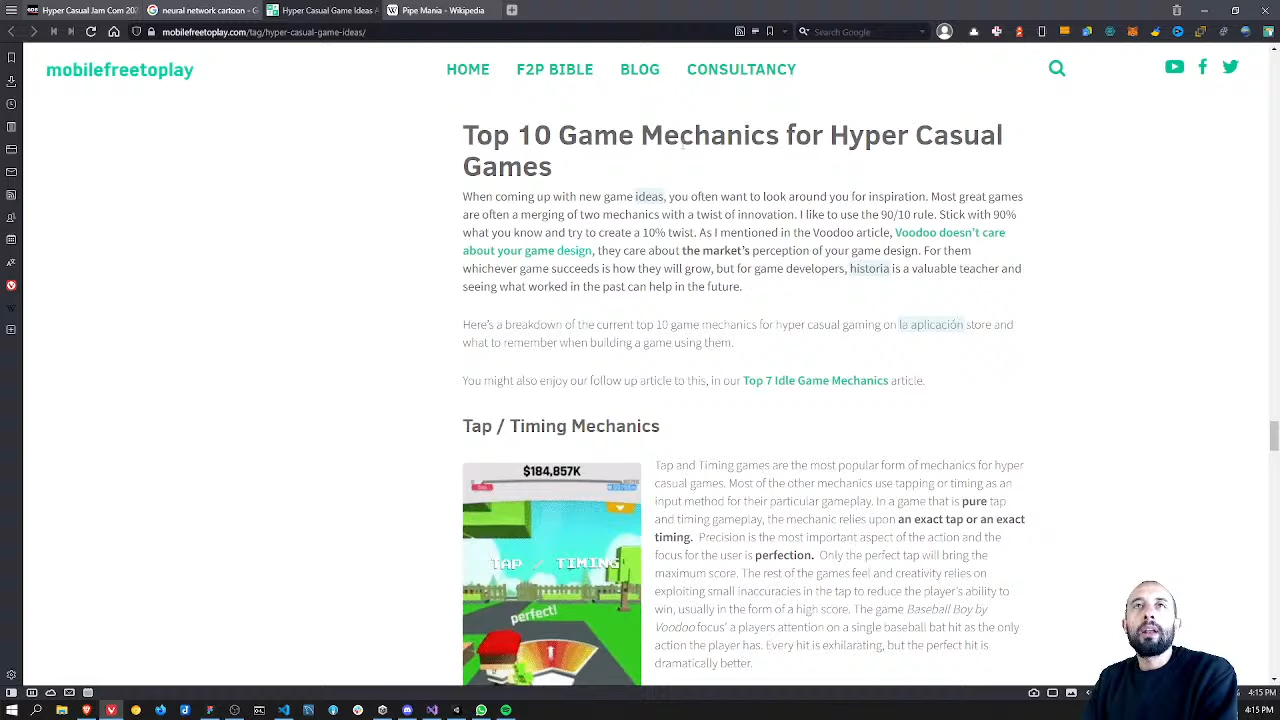 Hyper Casual Jam Com 202
neural network cartoon - G
Hyper Casual Game Ideas A
Pipe Mania - Wikipedia
mobilefreetoplay.com/tag/hyper-casual-game-ideas/
Search Google
mobilefreetoplay
HOME F2P BIBLE BLOG CONSULTANCY
Top 10 Game Mechanics for Hyper Casual
Games
When coming up with new game ideas, you often want to look around you for inspiration. Most great games
are often a merging of two mechanics with a twist of innovation. I like to use the 90/10 rule. Stick with 90%
what you know and try to create a 10% twist. As I mentioned in the Voodoo article, Voodoo doesn't care
about your game design, they care about the market's perception of your game design. For them
whichever game succeeds is how they will grow, but for game developers, historia is a valuable teacher and
seeing what worked in the past can help in the future.
Here's a breakdown of the current top 10 game mechanics for hyper casual gaming on la aplicación store and
what to remember when building a game using them.
You might also enjoy our follow up article to this, in our Top 7 Idle Game Mechanics article.
Tap / Timing Mechanics
$184,857K
TAP / TIMING
perfect!
Tap and Timing games are the most popular form of mechanics for hyper
casual games. Most of the other mechanics use tapping or timing as an
input method for their particular gameplay. In a game that is pure tap
and timing gameplay, the mechanic relies upon an exact tap or an exact
timing. Precision is the most important aspect of the action and the
focus for the user is perfection. Only the perfect tap will bring the
maximum score. The rest of the games feel and creativity relies on
exploiting small inaccuracies in the tap to reduce the player's ability to
win, usually in the form of a high score. The game Baseball Boy by
Voodoo focus' a players attention on a single baseball bat hit as the only
action the player has. Every hit is exhilarating, but the perfect hit is
dramatically better.
4:15 PM
4:15 PM